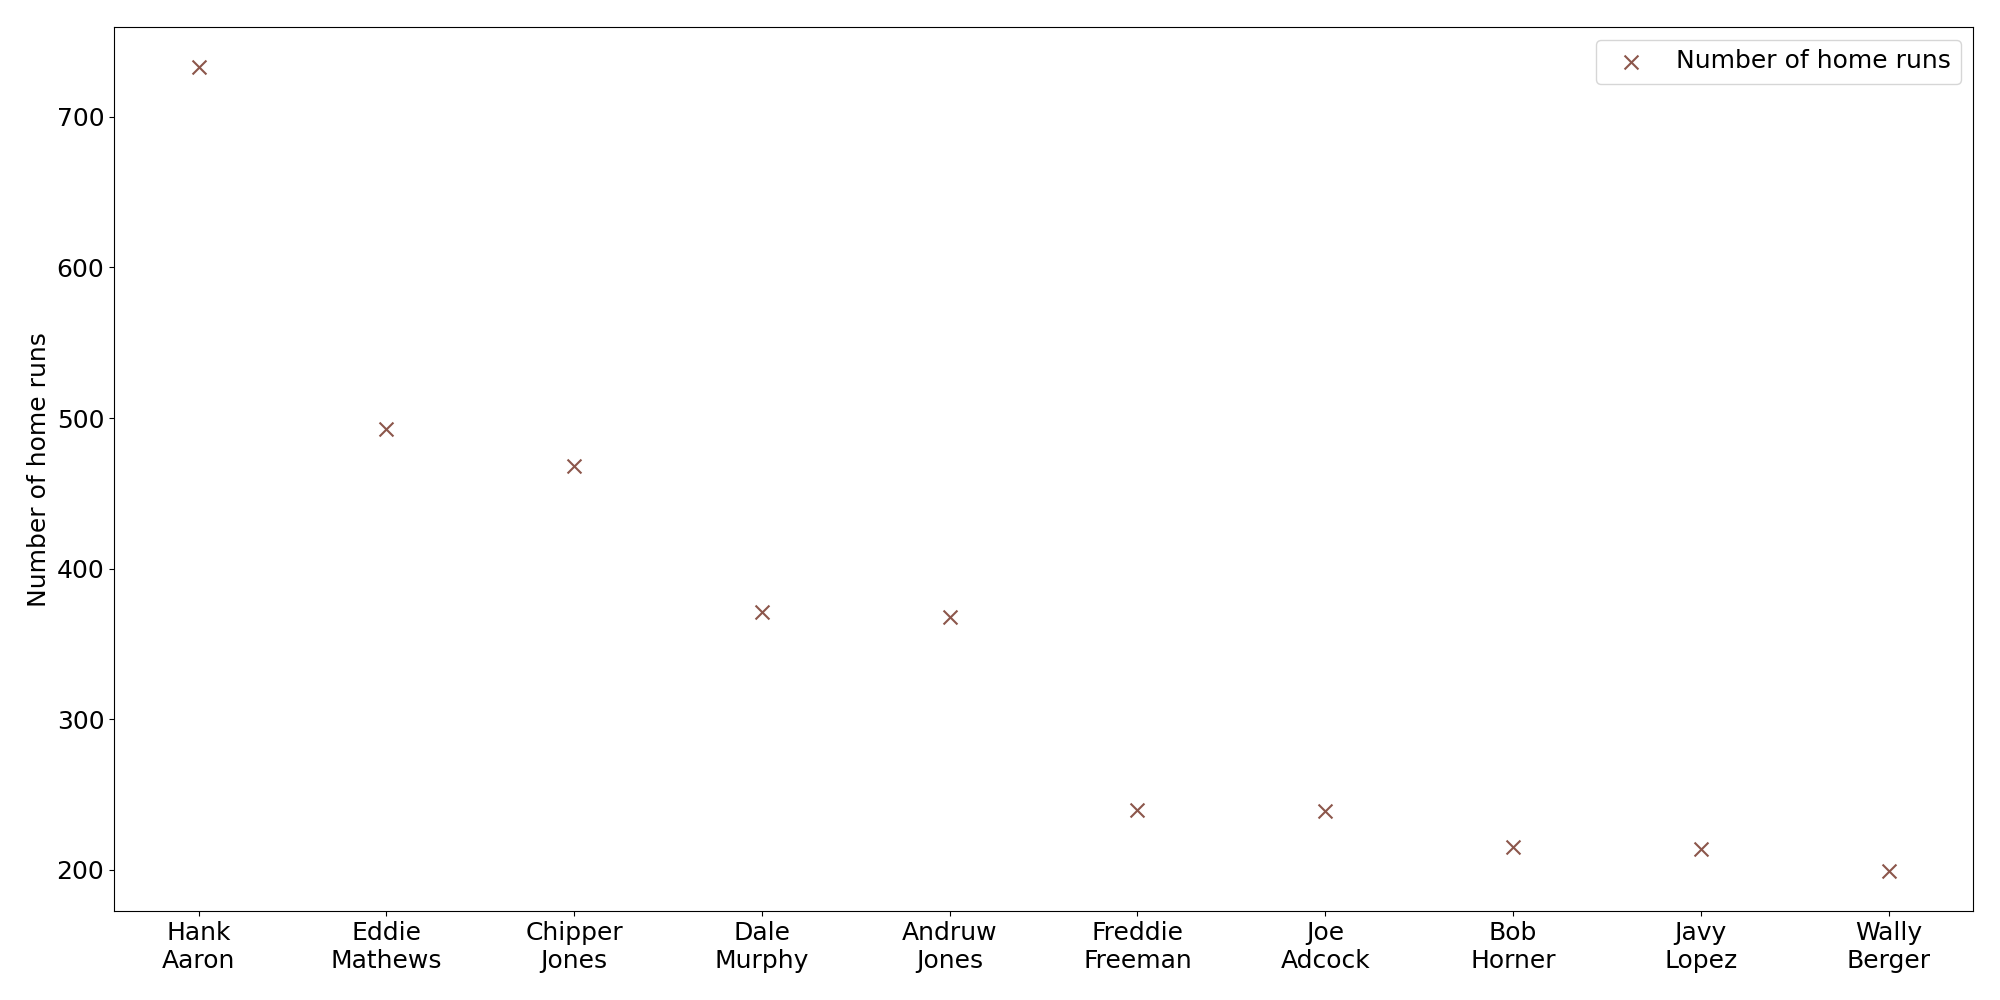 Number of home runs
700
600
500
400
300
200
Number of home runs
Hank
Aaron
Eddie
Mathews
Chipper
Jones
Dale
Murphy
Andruw
Jones
Freddie
Freeman
Joe
Adcock
Bob
Horner
Javy
Lopez
Wally
Berger